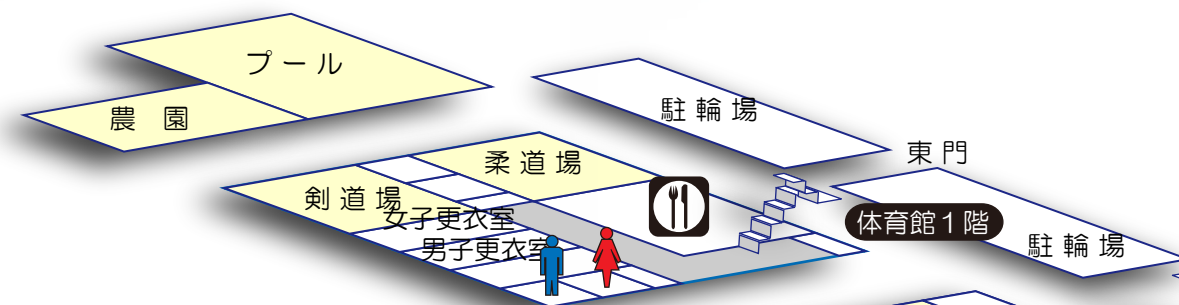 プール
農園
駐輪場
東門
柔道場
剣道場
女子更衣室
男子更衣室
体育館1階
駐輪場